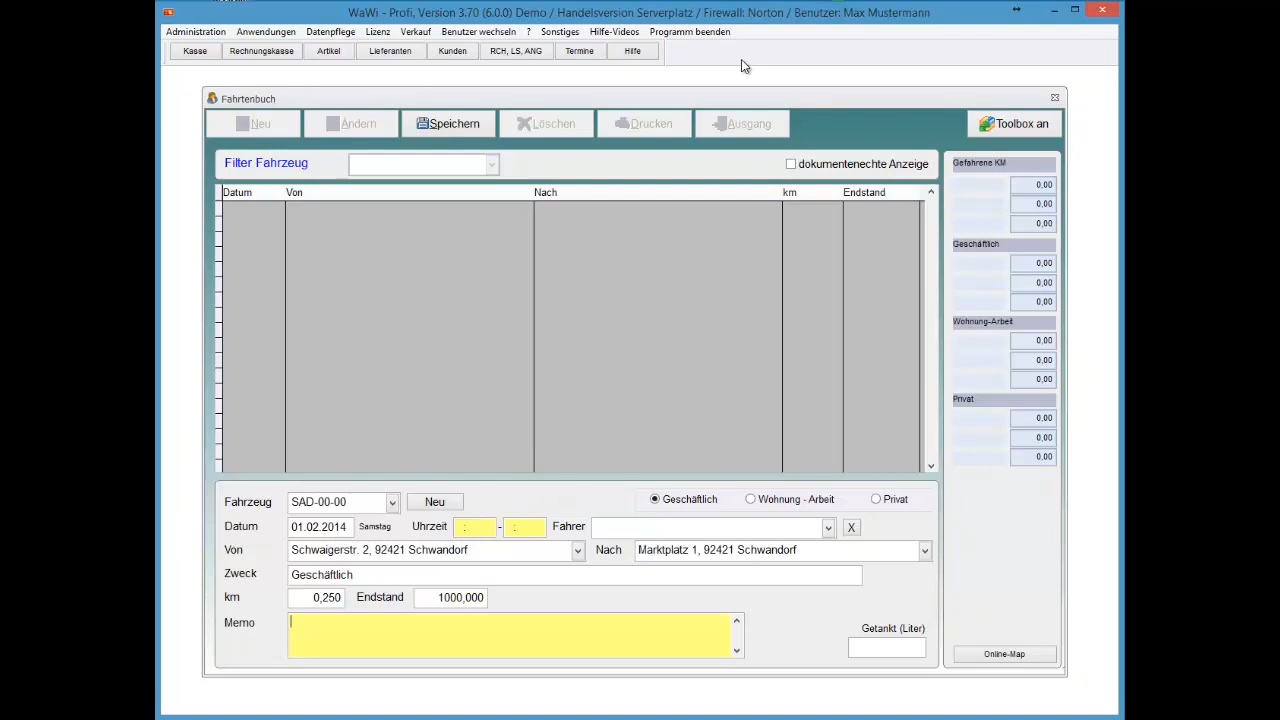 WaWi - Profi, Version 3.70 (6.0.0) Demo / Handelsversion Serverplatz / Firewall: Norton / Benutzer: Max Mustermann
Administration Anwendungen Datenpflege Lizenz Verkauf Benutzer wechseln ? Sonstiges Hilfe-Videos Programm beenden
Kasse Rechnungskasse Artikel Lieferanten Kunden RCH, LS, ANG Termine Hilfe
Fahrtenbuch
Neu Ändern Speichern Löschen Drucken Ausgang Toolbox an
Filter Fahrzeug dokumentenechte Anzeige
Datum Von Nach km Endstand
Gefahrene KM
0,00
0,00
0,00
Geschäftlich
0,00
0,00
0,00
Wohnung-Arbeit
0,00
0,00
0,00
Privat
0,00
0,00
0,00
Fahrzeug SAD-00-00 Neu Geschäftlich Wohnung - Arbeit Privat
Datum 01.02.2014 Samstag Uhrzeit : - : Fahrer X
Von Schwaigerstr. 2, 92421 Schwandorf Nach Marktplatz 1, 92421 Schwandorf
Zweck Geschäftlich
km 0,250 Endstand 1000,000
Memo Getankt (Liter)
Online-Map